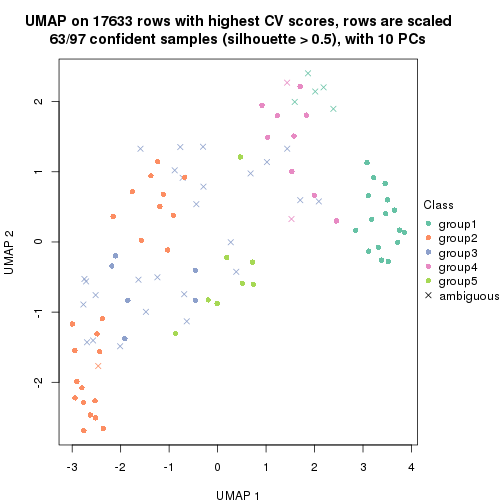 UMAP on 17633 rows with highest CV scores, rows are scaled
63/97 confident samples (silhouette > 0.5), with 10 PCs
UMAP 2
2
1
0
-1
-2
-3 -2 -1 0 1 2 3 4
UMAP 1
Class
group1
group2
group3
group4
group5
ambiguous